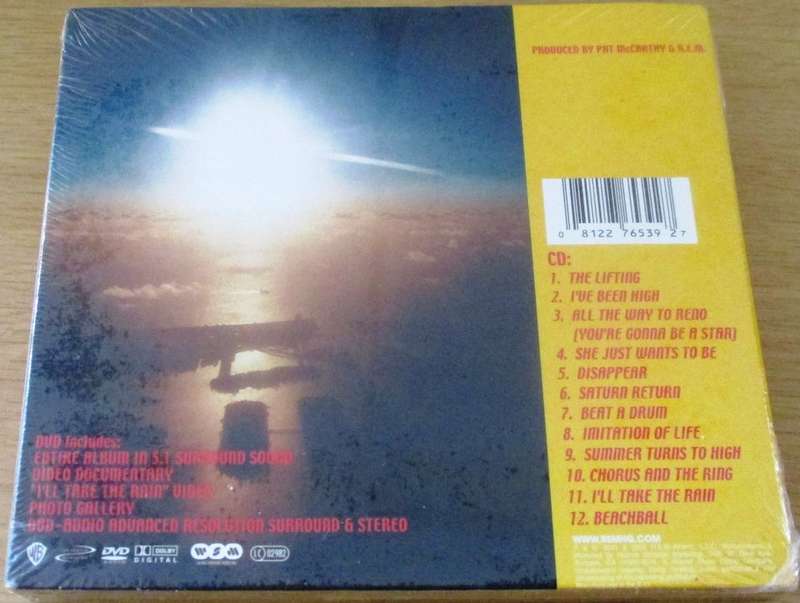 PRODUCED BY PAT McCARTHY & R.E.M.
0 81227 65392 7
CD:
1. THE LIFTING
2. I'VE BEEN HIGH
3. ALL THE WAY TO RENO
(YOU'RE GONNA BE A STAR)
4. SHE JUST WANTS TO BE
5. DISAPPEAR
6. SATURN RETURN
7. BEAT A DRUM
8. IMITATION OF LIFE
9. SUMMER TURNS TO HIGH
10. CHORUS AND THE RING
11. I'LL TAKE THE RAIN
12. BEACHBALL
WWW.REMHQ.COM
DVD Includes:
ENTIRE ALBUM IN 5.1 SURROUND SOUND
VIDEO DOCUMENTARY
"I'LL TAKE THE RAIN" VIDEO
PHOTO GALLERY
DVD-AUDIO ADVANCED RESOLUTION SURROUND & STEREO
WB
DVD
DOLBY
DIGITAL
WSM
LC 02982